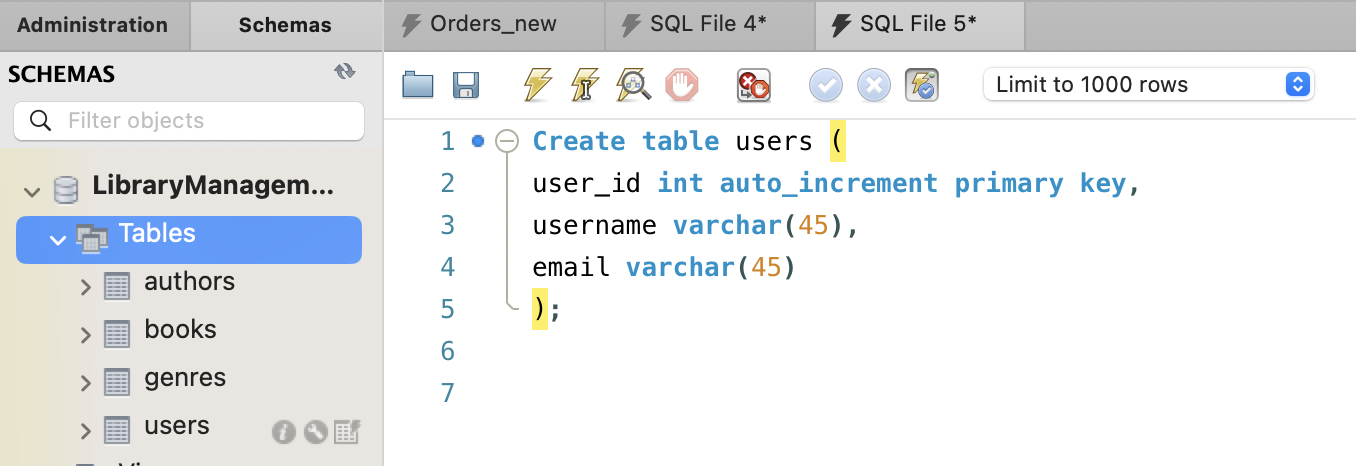 Administration
Schemas
Orders_new
SQL File 4*
SQL File 5*
SCHEMAS
Filter objects
LibraryManagem...
Tables
authors
books
genres
users
Limit to 1000 rows
1 Create table users (
2 user_id int auto_increment primary key,
3 username varchar(45),
4 email varchar(45)
5 );
6
7